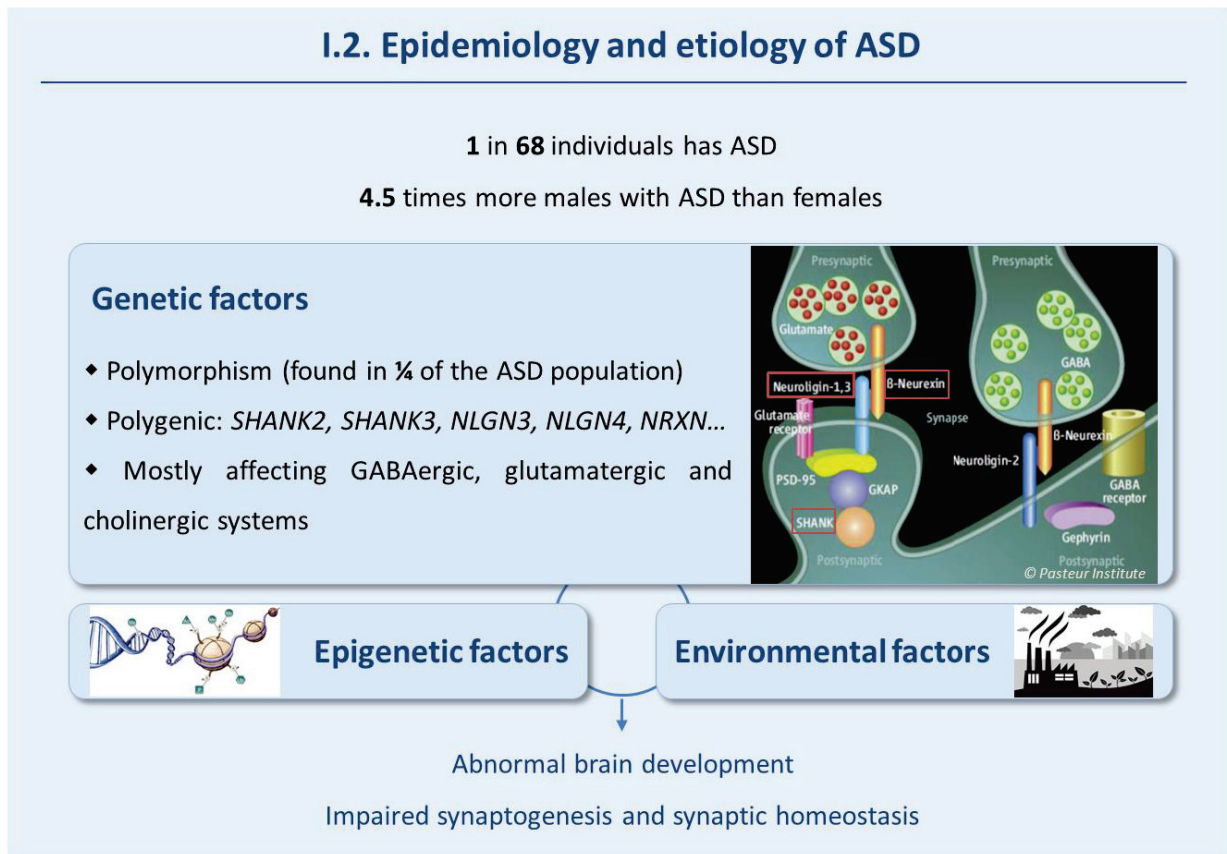 I.2. Epidemiology and etiology of ASD
1 in 68 individuals has ASD
4.5 times more males with ASD than females
Genetic factors
◆ Polymorphism (found in ¼ of the ASD population)
◆ Polygenic: SHANK2, SHANK3, NLGN3, NLGN4, NRXN…
◆ Mostly affecting GABAergic, glutamatergic and
cholinergic systems
Presynaptic
Glutamate
Neuroligin-1,3
ß-Neurexin
Glutamate
receptor
PSD-95
GKAP
SHANK
Postsynaptic
Synapse
Presynaptic
GABA
ß-Neurexin
Neuroligin-2
GABA
receptor
Gephyrin
Postsynaptic
© Pasteur Institute
Epigenetic factors
Environmental factors
Abnormal brain development
Impaired synaptogenesis and synaptic homeostasis